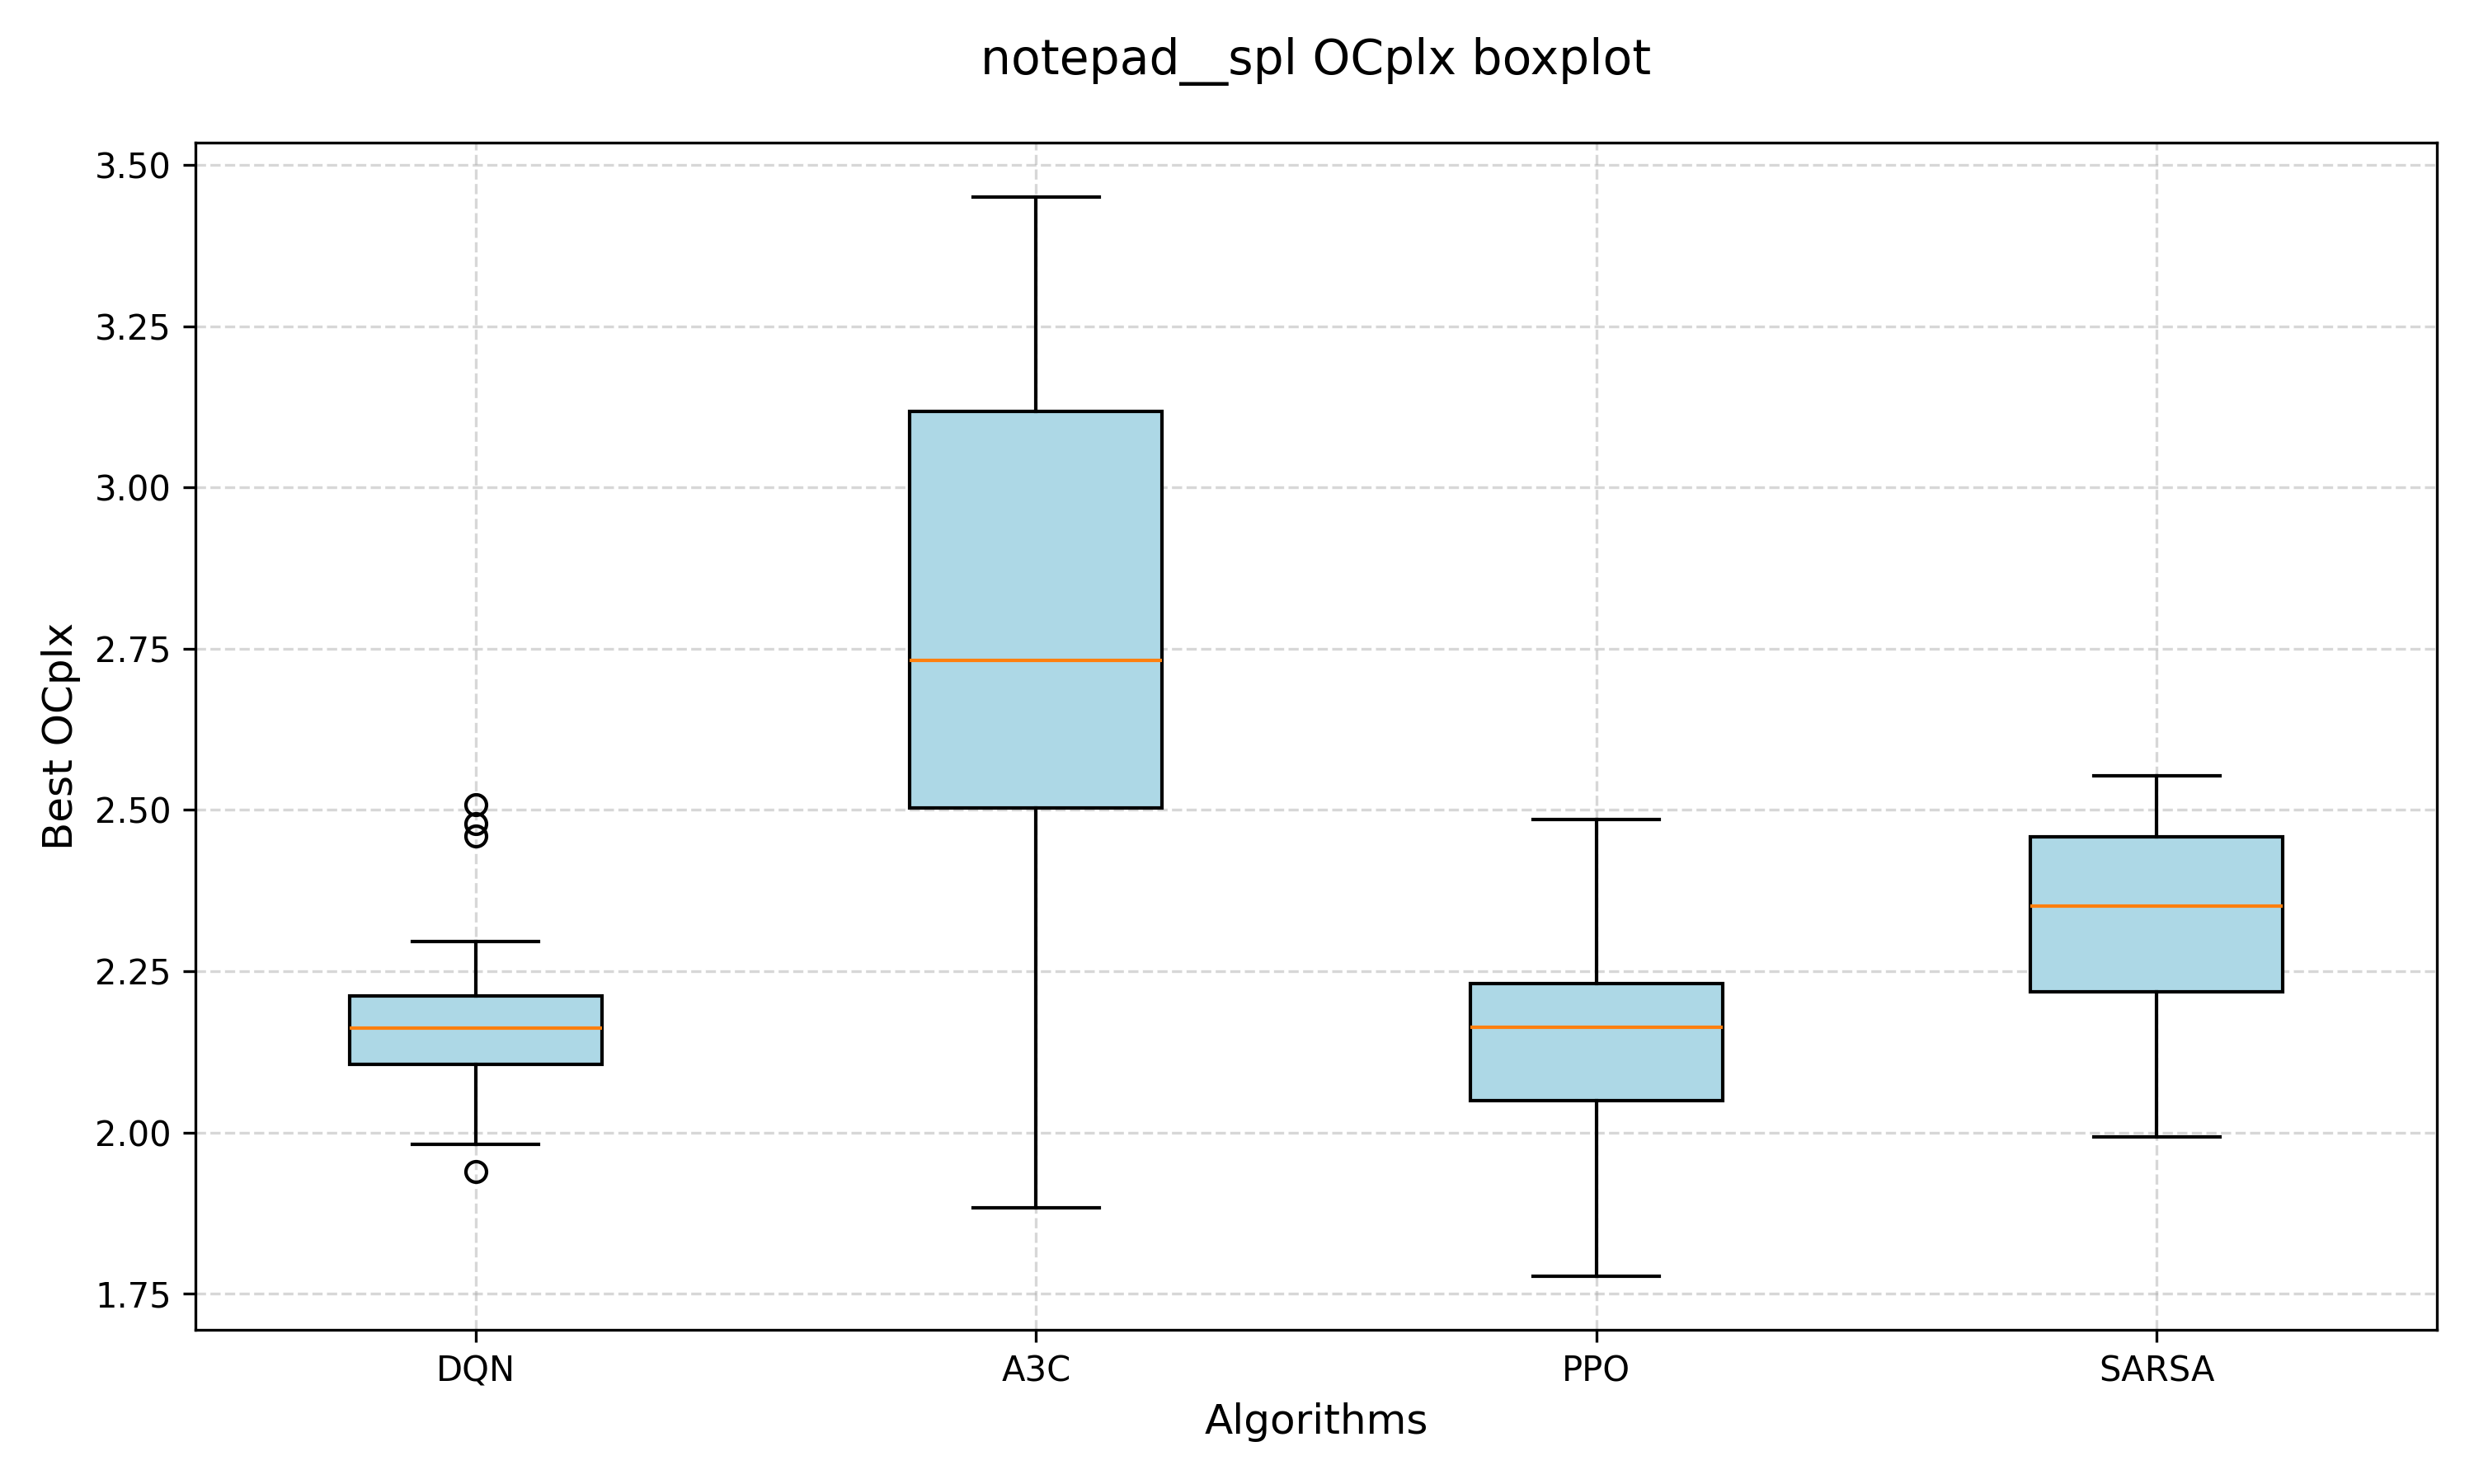 notepad__spl OCplx boxplot
Best OCplx
3.50
3.25
3.00
2.75
2.50
2.25
2.00
1.75
DQN A3C PPO SARSA
Algorithms